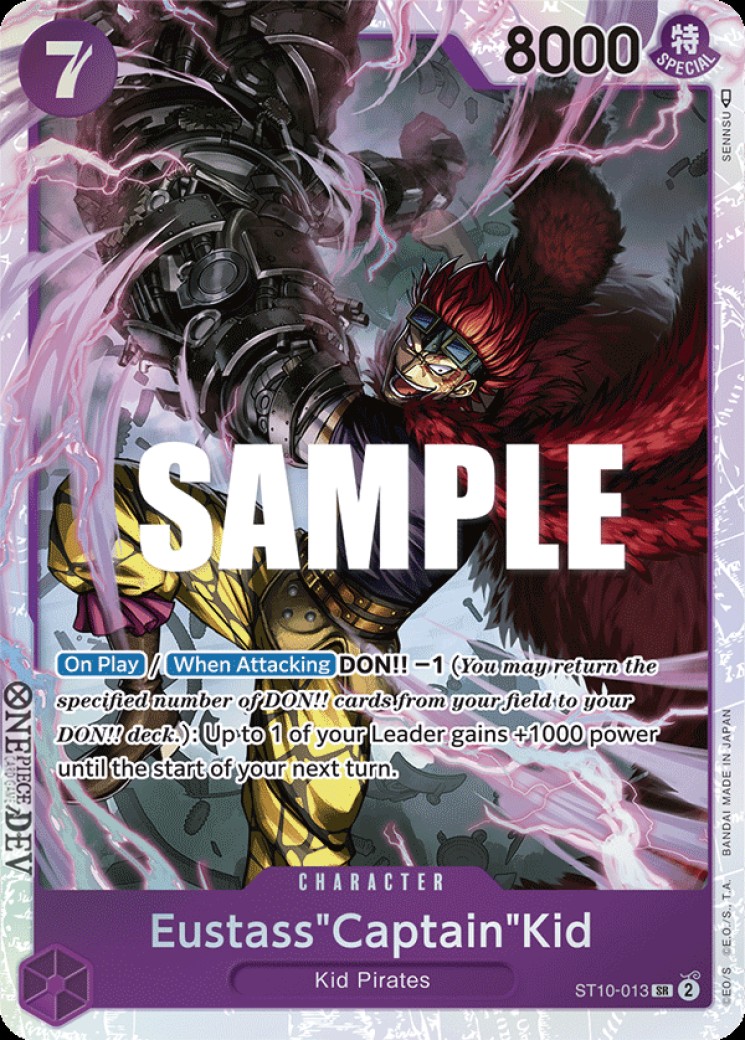 7
8000
特
SPECIAL
SENNSU
SAMPLE
On Play / When Attacking DON!! −1 (You may return the
specified number of DON!! cards from your field to your
DON!! deck.): Up to 1 of your Leader gains +1000 power
until the start of your next turn.
ONE PIECE
CARD GAME
DEV
BANDAI MADE IN JAPAN
©EO/S ©E.O./S., T.A.
CHARACTER
Eustass"Captain"Kid
Kid Pirates
ST10-013 SR 2